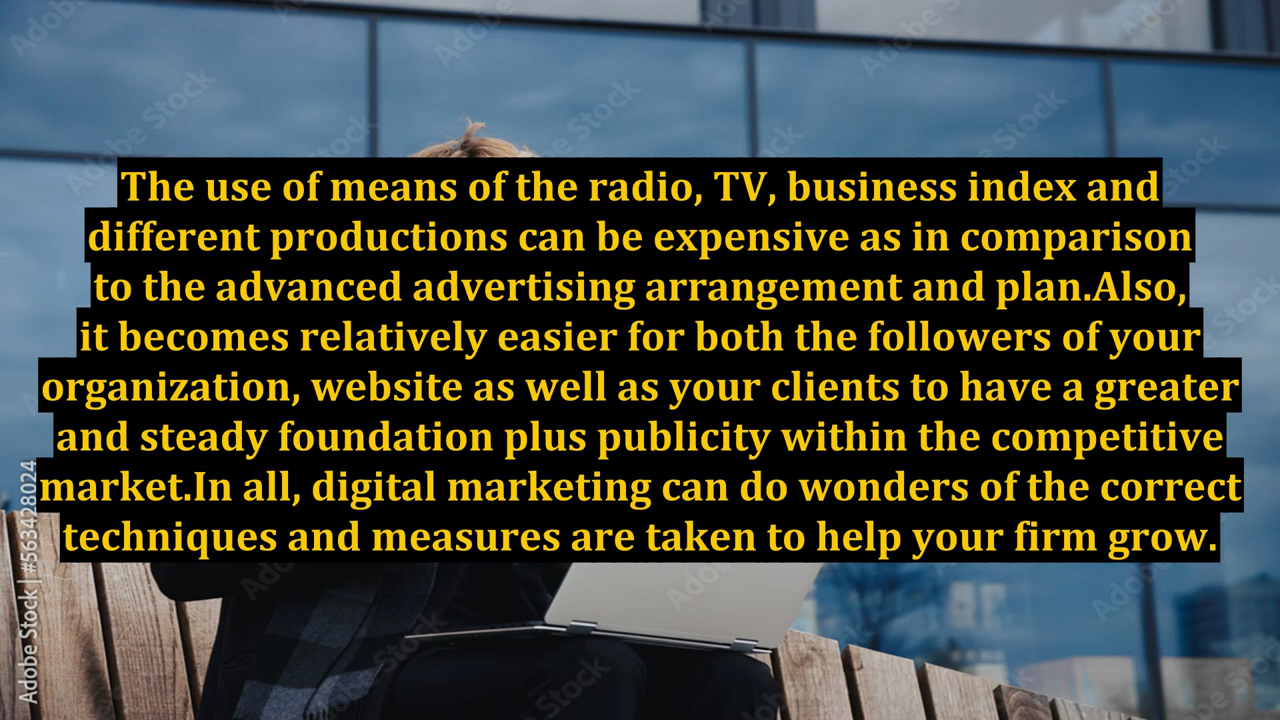 The use of means of the radio, TV, business index and
different productions can be expensive as in comparison
to the advanced advertising arrangement and plan.Also,
it becomes relatively easier for both the followers of your
organization, website as well as your clients to have a greater
and steady foundation plus publicity within the competitive
market.In all, digital marketing can do wonders of the correct
techniques and measures are taken to help your firm grow.
Adobe Stock | #563428024